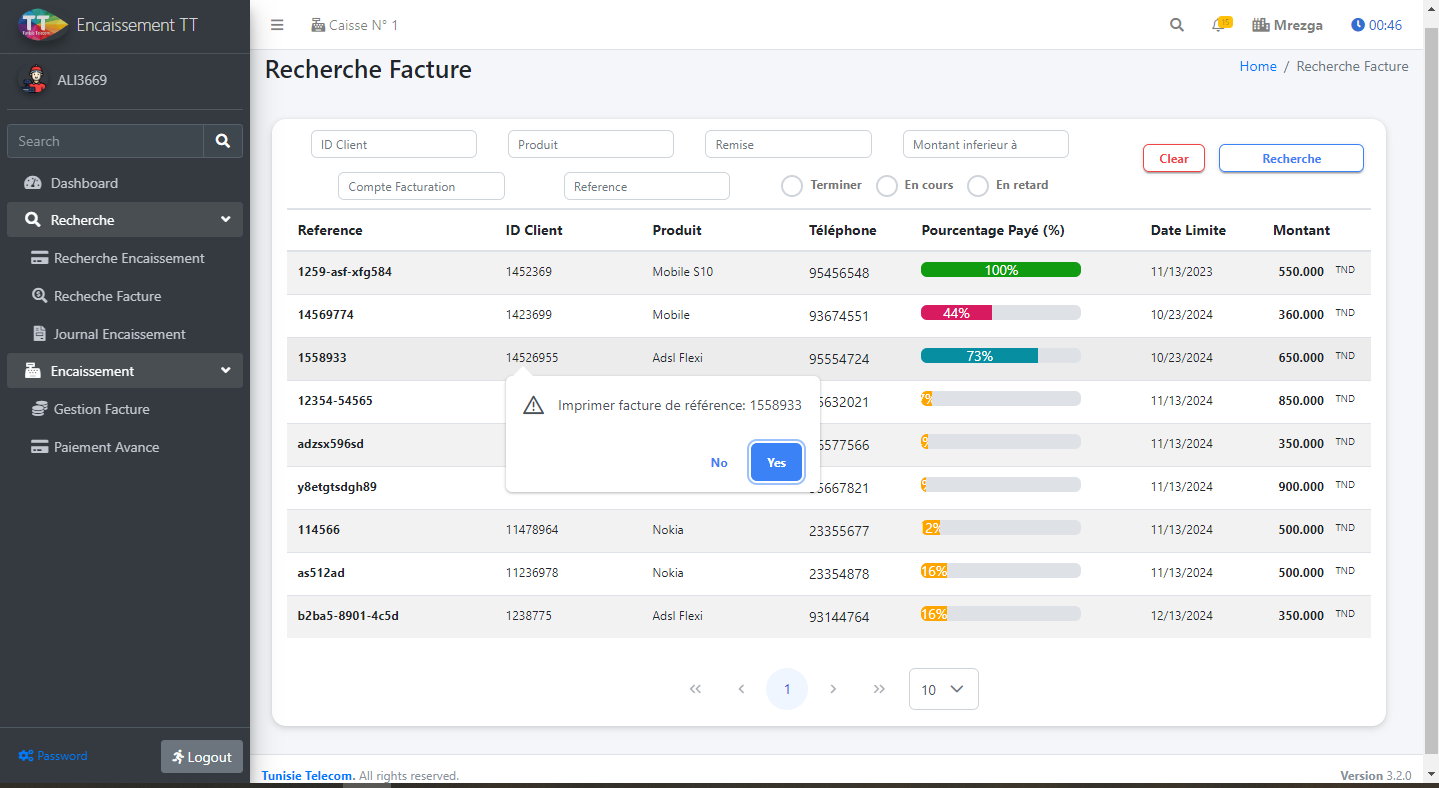 TT Encaissement TT
Tunisie Telecom
Caisse N° 1
15
Mrezga
00:46
ALI3669
Search
Dashboard
Recherche
Recherche Encaissement
Recheche Facture
Journal Encaissement
Encaissement
Gestion Facture
Paiement Avance
Password
Logout
Recherche Facture
Home / Recherche Facture
ID Client Produit Remise Montant inferieur à
Clear Recherche
Compte Facturation Reference Terminer En cours En retard
Reference ID Client Produit Téléphone Pourcentage Payé (%) Date Limite Montant
1259-asf-xfg584 1452369 Mobile S10 95456548 100% 11/13/2023 550.000 TND
14569774 1423699 Mobile 93674551 44% 10/23/2024 360.000 TND
1558933 14526955 Adsl Flexi 95554724 73% 10/23/2024 650.000 TND
12354-54565 5632021 7% 11/13/2024 850.000 TND
adzsx596sd 6577566 11/13/2024 350.000 TND
y8etgtsdgh89 5667821 11/13/2024 900.000 TND
114566 11478964 Nokia 23355677 2% 11/13/2024 500.000 TND
as512ad 11236978 Nokia 23354878 16% 11/13/2024 500.000 TND
b2ba5-8901-4c5d 1238775 Adsl Flexi 93144764 16% 12/13/2024 350.000 TND
Imprimer facture de référence: 1558933
No Yes
1
10
Tunisie Telecom. All rights reserved.
Version 3.2.0